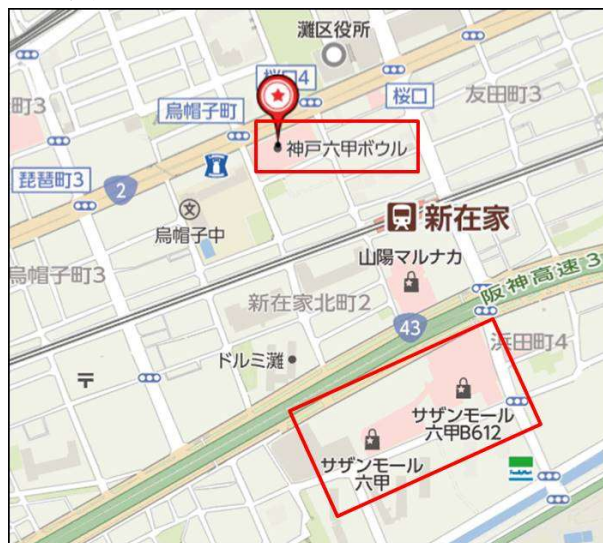 灘区役所
桜口4
町3
烏帽子町
桜口
友田町3
神戸六甲ボウル
琵琶町3
2
文
烏帽子中
新在家
山陽マルナカ
烏帽子町3
新在家北町2
阪神高速3
43
浜田町4
ドルミ灘
サザンモール
六甲B612
サザンモール
六甲